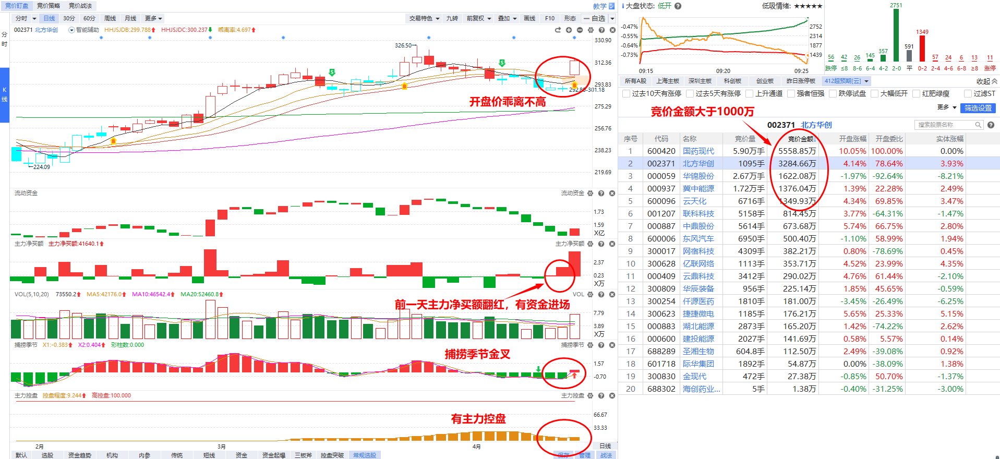 竞价盯盘 竞价策略 竞价战法 教学
分时 日线 30分 60分 周线 月线 更多 交易特色 九转 前复权 叠加 画线 F10 形态 一自选
002371 北方华创 智能辅助 HHJSJDB:299.788 HHJSJDC:300.237 乖离率:4.697
分时
K线
330.90
326.50
312.36
293.83
292.80-301.18
开盘价乖离不高
275.29
256.76
238.23
224.09
219.69
流动资金 流动资金
1.73
1.59
X亿
主力净买额 主力净买额:41640.1 主力净买额
2.37
0.23
X万
VOL(5,10,20) 73550.2 MA5:42176.0 MA10:46542.4 MA20:52460.8 VOL
前一天主力净买额翻红，有资金进场
7.79
3.89
X万
捕捞季节 X1:-0.383 X2:0.404 彩柱数:0.000 捕捞季节
捕捞季节金叉
1.57
-0.70
主力控盘 控盘程度:9.244 高控盘:100.000 主力控盘
有主力控盘
66.67
33.33
2月 3月 4月 日线
默认 选股 资金趋势 机构 内参 传统 短线 资金 资金起爆 三板斧 控盘突破 常规选股 保存 管理 战法
大盘状态: 低开 低吸情绪: ★★★★★
-0.47% 2752
-0.55% 2314
-0.64% 1877
-0.73% 1439
09:15 09:20 09:25
56 42 26 145 357 2751 591 1349 57 24 6 13 11
跌停 ≤8 8-6 6-4 4-2 2-0 平 0-2 2-4 4-6 6-8 ≥8 涨停
所有A股 上海主板 深圳主板 科创板 创业板 昨日涨停板 412超预期[云] 收起
过去10天有涨停 过去5天有涨停 上升通道 强者恒强 跌停试盘 大幅低开 红肥绿瘦 过滤ST
竞价金额大于1000万 更多 筛选设置
002371 北方华创 搜索股票名称
序号 代码 名称 竞价量 竞价金额↓ 开盘涨幅 开盘委比 实体涨幅
1 600420 国药现代 5.90万手 5558.85万 10.05% 100.00% 0.00%
2 002371 北方华创 1095手 3284.66万 4.14% 78.64% 3.93%
3 000059 华锦股份 2.67万手 1622.08万 -1.97% -92.64% -8.21%
4 000937 冀中能源 1.72万手 1376.04万 1.39% 22.28% 2.49%
5 600096 云天化 6716手 1349.93万 4.34% 69.85% 3.47%
6 001207 联科科技 5158手 814.45万 3.77% -64.31% -1.47%
7 000887 中鼎股份 5614手 673.68万 5.74% 66.75% 2.80%
8 600006 东风汽车 6950手 500.40万 -1.10% 58.99% 1.94%
9 300017 网宿科技 4309手 382.21万 0.80% -78.69% 0.45%
10 300628 亿联网络 1113手 353.71万 4.52% 23.99% 4.35%
11 000409 云鼎科技 3412手 290.02万 4.76% 61.44% -2.10%
12 300809 华辰装备 956手 225.14万 1.85% 45.65% -0.59%
13 300254 仟源医药 1810手 181.00万 -3.45% -26.49% -6.25%
14 300623 捷捷微电 1185手 176.21万 5.65% 25.33% 5.15%
15 000883 湖北能源 2873手 165.20万 1.42% -74.22% 2.62%
16 000600 建投能源 2027手 141.69万 0.58% 5.57% 0.14%
17 688289 圣湘生物 604.8手 112.50万 2.49% -39.08% 0.92%
18 601718 际华集团 1892手 54.87万 0.00% -38.09% 1.38%
19 300830 金现代 472手 27.38万 -0.85% 50.70% -1.37%
20 688302 海创药业... 5手 1.38万 -0.40% -31.25% -3.00%